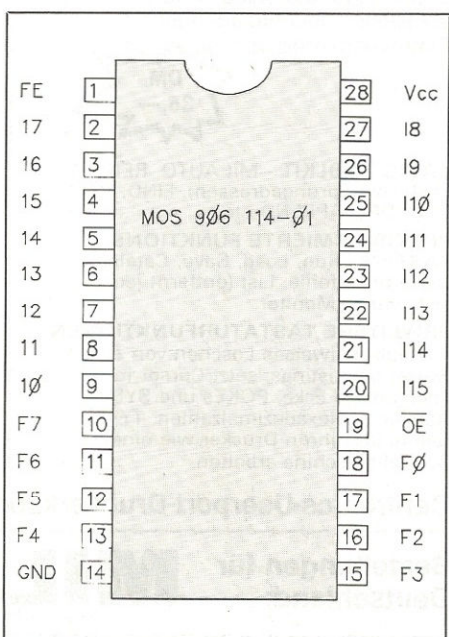 FE 1 28 Vcc
17 2 27 I8
16 3 26 I9
15 4 25 I1Ø
14 5 24 I11
13 6 23 I12
12 7 22 I13
11 8 21 I14
1Ø 9 20 I15
F7 10 19 O̅E̅
F6 11 18 FØ
F5 12 17 F1
F4 13 16 F2
GND 14 15 F3
MOS 9Ø6 114-Ø1